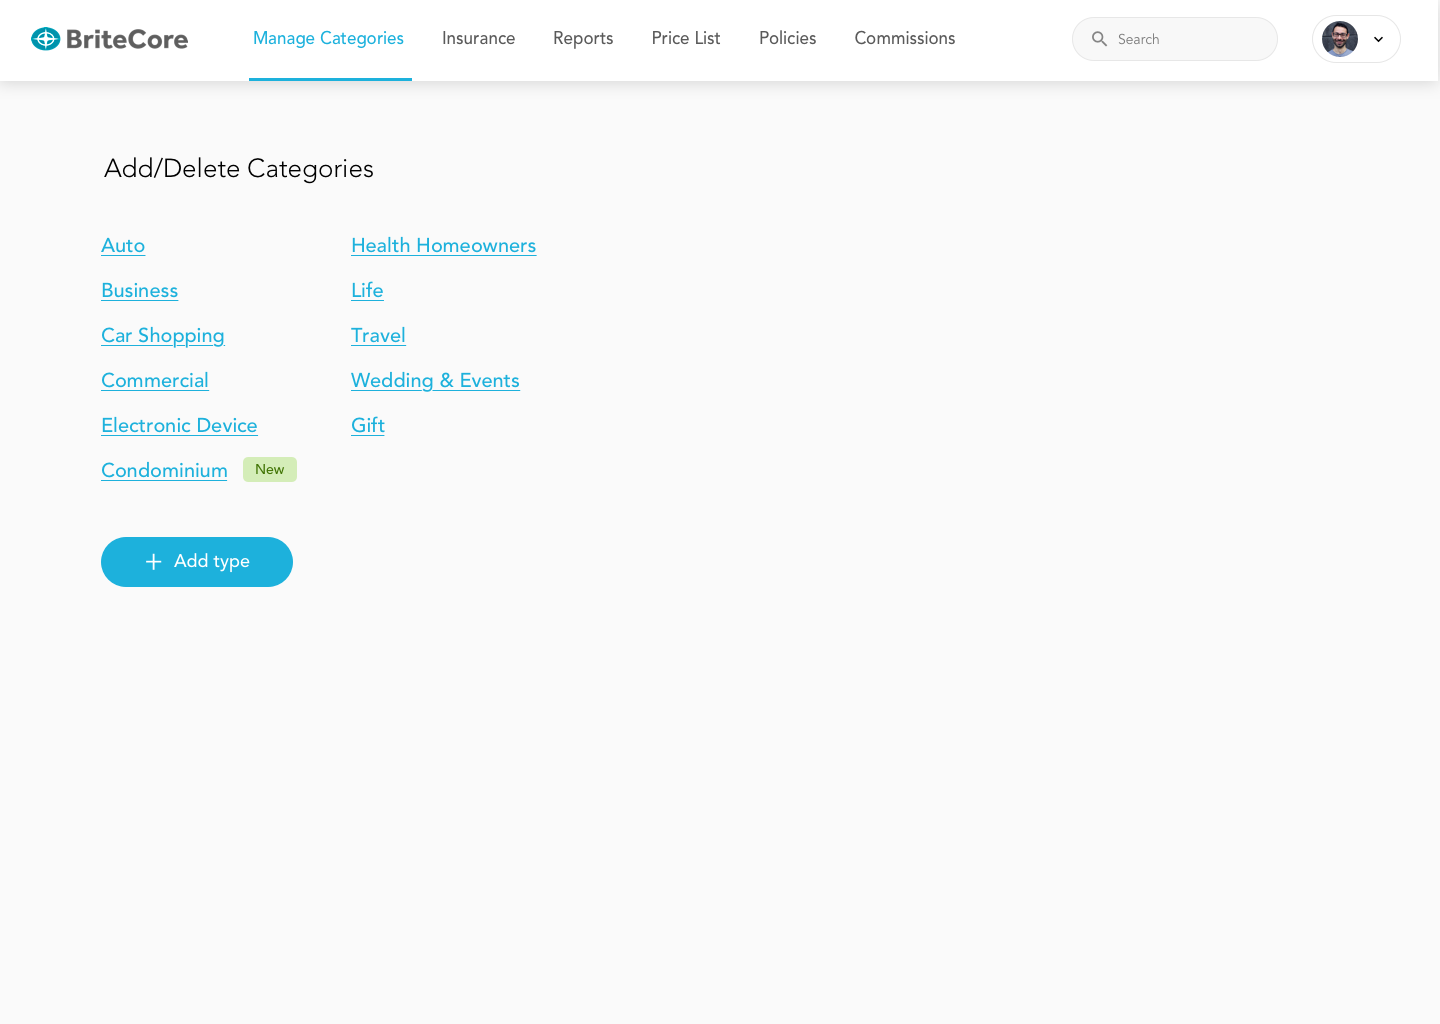 BriteCore
Manage Categories
Insurance
Reports
Price List
Policies
Commissions
Search
Add/Delete Categories
Auto
Business
Car Shopping
Commercial
Electronic Device
Condominium New
Health Homeowners
Life
Travel
Wedding & Events
Gift
Add type